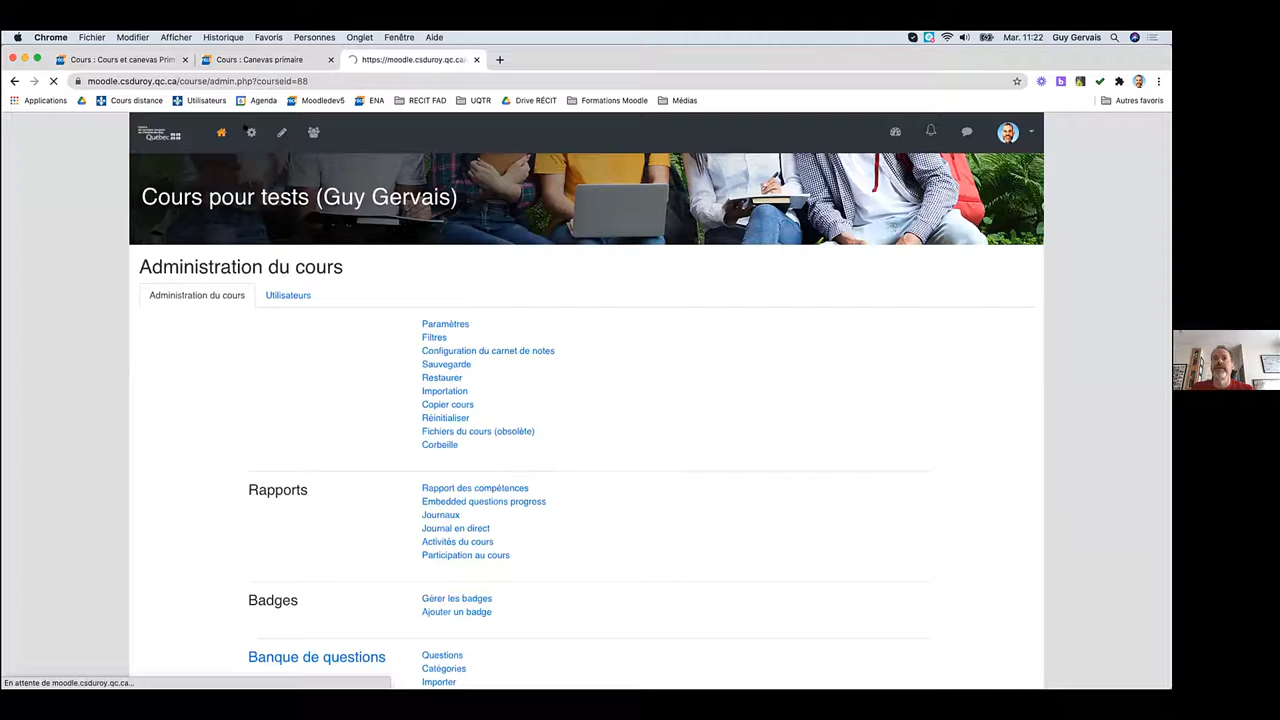 Chrome Fichier Modifier Afficher Historique Favoris Personnes Onglet Fenêtre Aide Mar. 11:22 Guy Gervais
Cours : Cours et canevas Prim Cours : Canevas primaire https://moodle.csduroy.qc.ca/
moodle.csduroy.qc.ca/course/admin.php?courseid=88
Applications Cours distance Utilisateurs Agenda Moodledev5 ENA RECIT FAD UQTR Drive RÉCIT Formations Moodle Médias Autres favoris
Québec
Cours pour tests (Guy Gervais)
Administration du cours
Administration du cours Utilisateurs
Paramètres
Filtres
Configuration du carnet de notes
Sauvegarde
Restaurer
Importation
Copier cours
Réinitialiser
Fichiers du cours (obsolète)
Corbeille
Rapports
Rapport des compétences
Embedded questions progress
Journaux
Journal en direct
Activités du cours
Participation au cours
Badges
Gérer les badges
Ajouter un badge
Banque de questions
Questions
Catégories
Importer
En attente de moodle.csduroy.qc.ca...